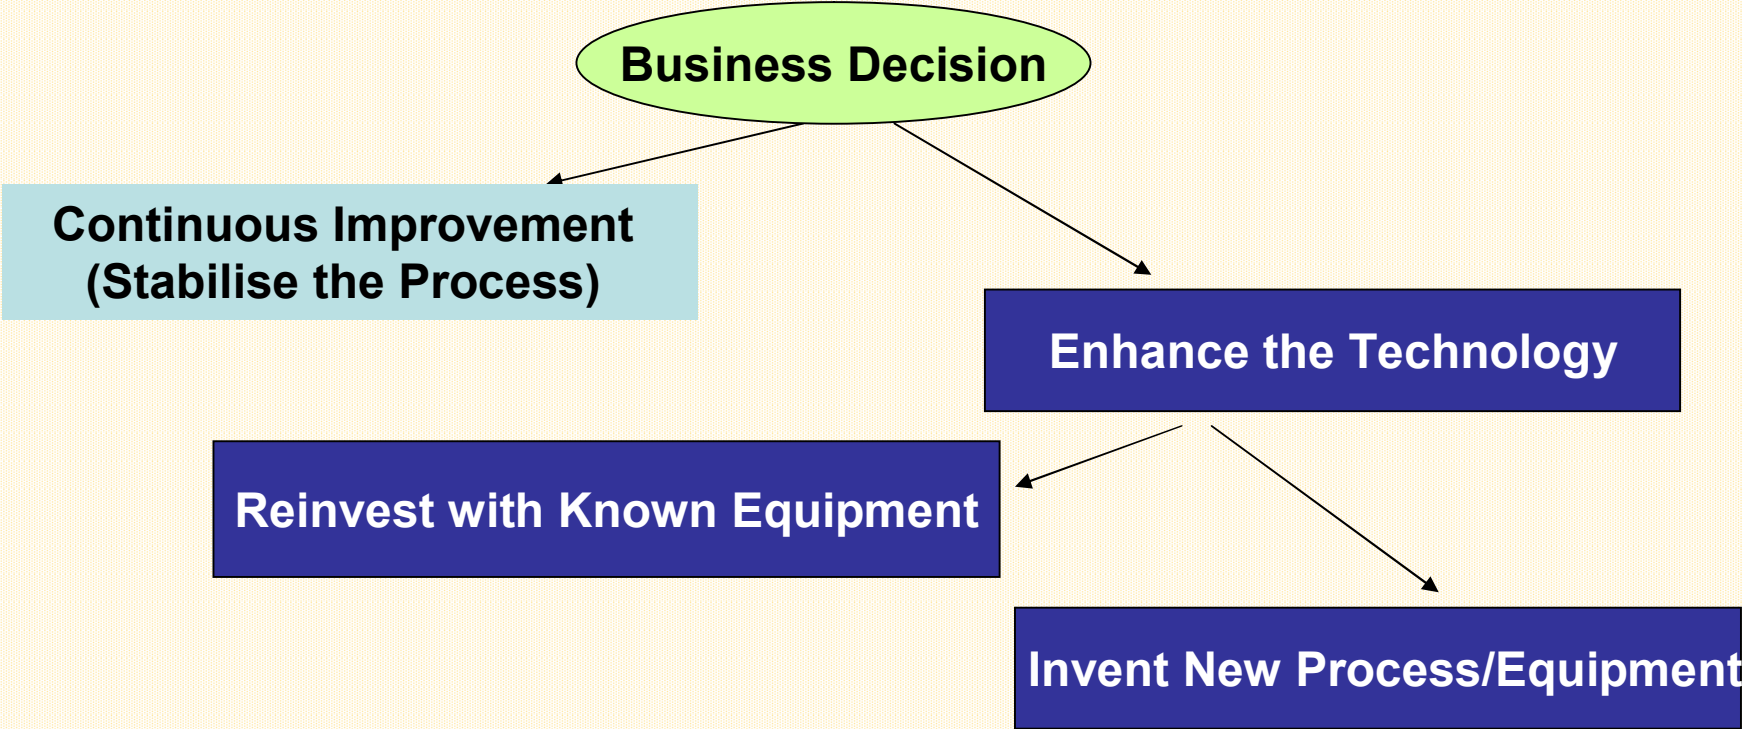 Business Decision
Continuous Improvement
(Stabilise the Process)
Enhance the Technology
Reinvest with Known Equipment
Invent New Process/Equipment